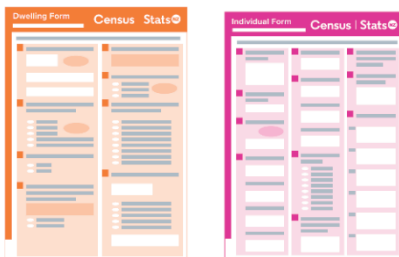 Dwelling Form
Census Stats NZ
Individual Form
Census | Stats NZ